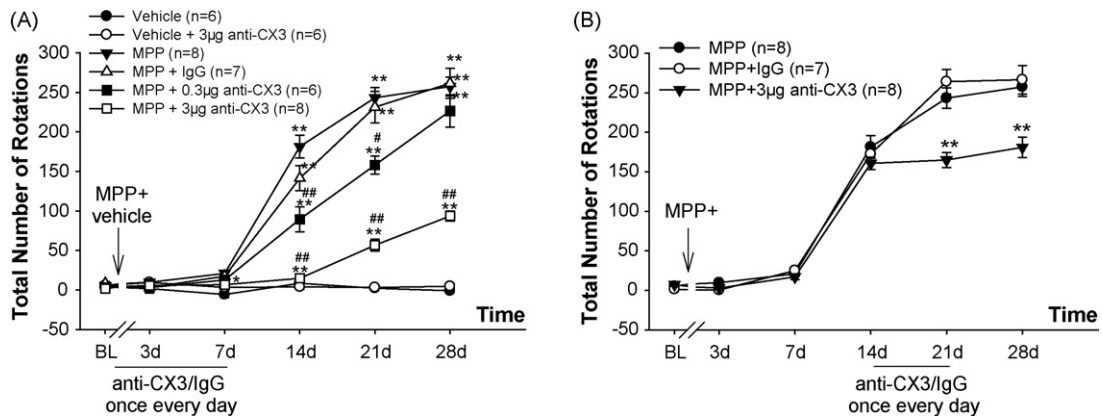 (A)
Vehicle (n=6)
Vehicle + 3µg anti-CX3 (n=6)
MPP (n=8)
MPP + IgG (n=7)
MPP + 0.3µg anti-CX3 (n=6)
MPP + 3µg anti-CX3 (n=8)
Total Number of Rotations
300
250
200
150
100
50
0
-50
MPP+
vehicle
**
**
**
**
**
**
**
#
**
##
**
##
**
##
**
##
**
*
Time
BL 3d 7d 14d 21d 28d
anti-CX3/IgG
once every day
(B)
MPP (n=8)
MPP+IgG (n=7)
MPP+3µg anti-CX3 (n=8)
Total Number of Rotations
300
250
200
150
100
50
0
-50
MPP+
**
**
Time
BL 3d 7d 14d 21d 28d
anti-CX3/IgG
once every day